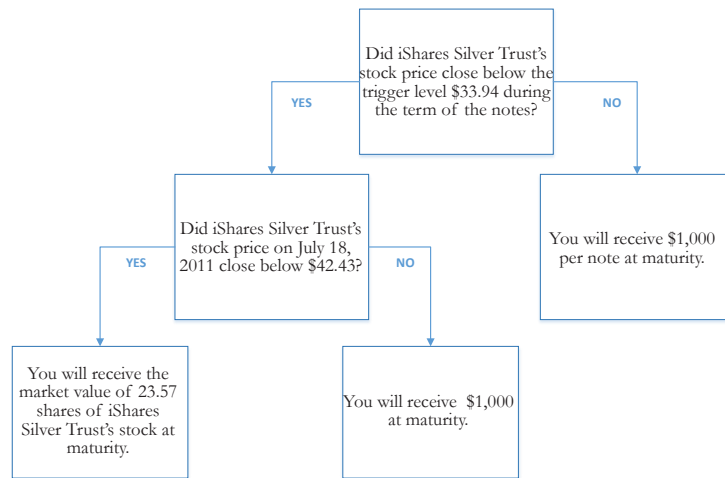 Did iShares Silver Trust's
stock price close below the
trigger level $33.94 during
the term of the notes?
YES
NO
Did iShares Silver Trust's
stock price on July 18,
2011 close below $42.43?
You will receive $1,000
per note at maturity.
YES
NO
You will receive the
market value of 23.57
shares of iShares
Silver Trust's stock at
maturity.
You will receive $1,000
at maturity.